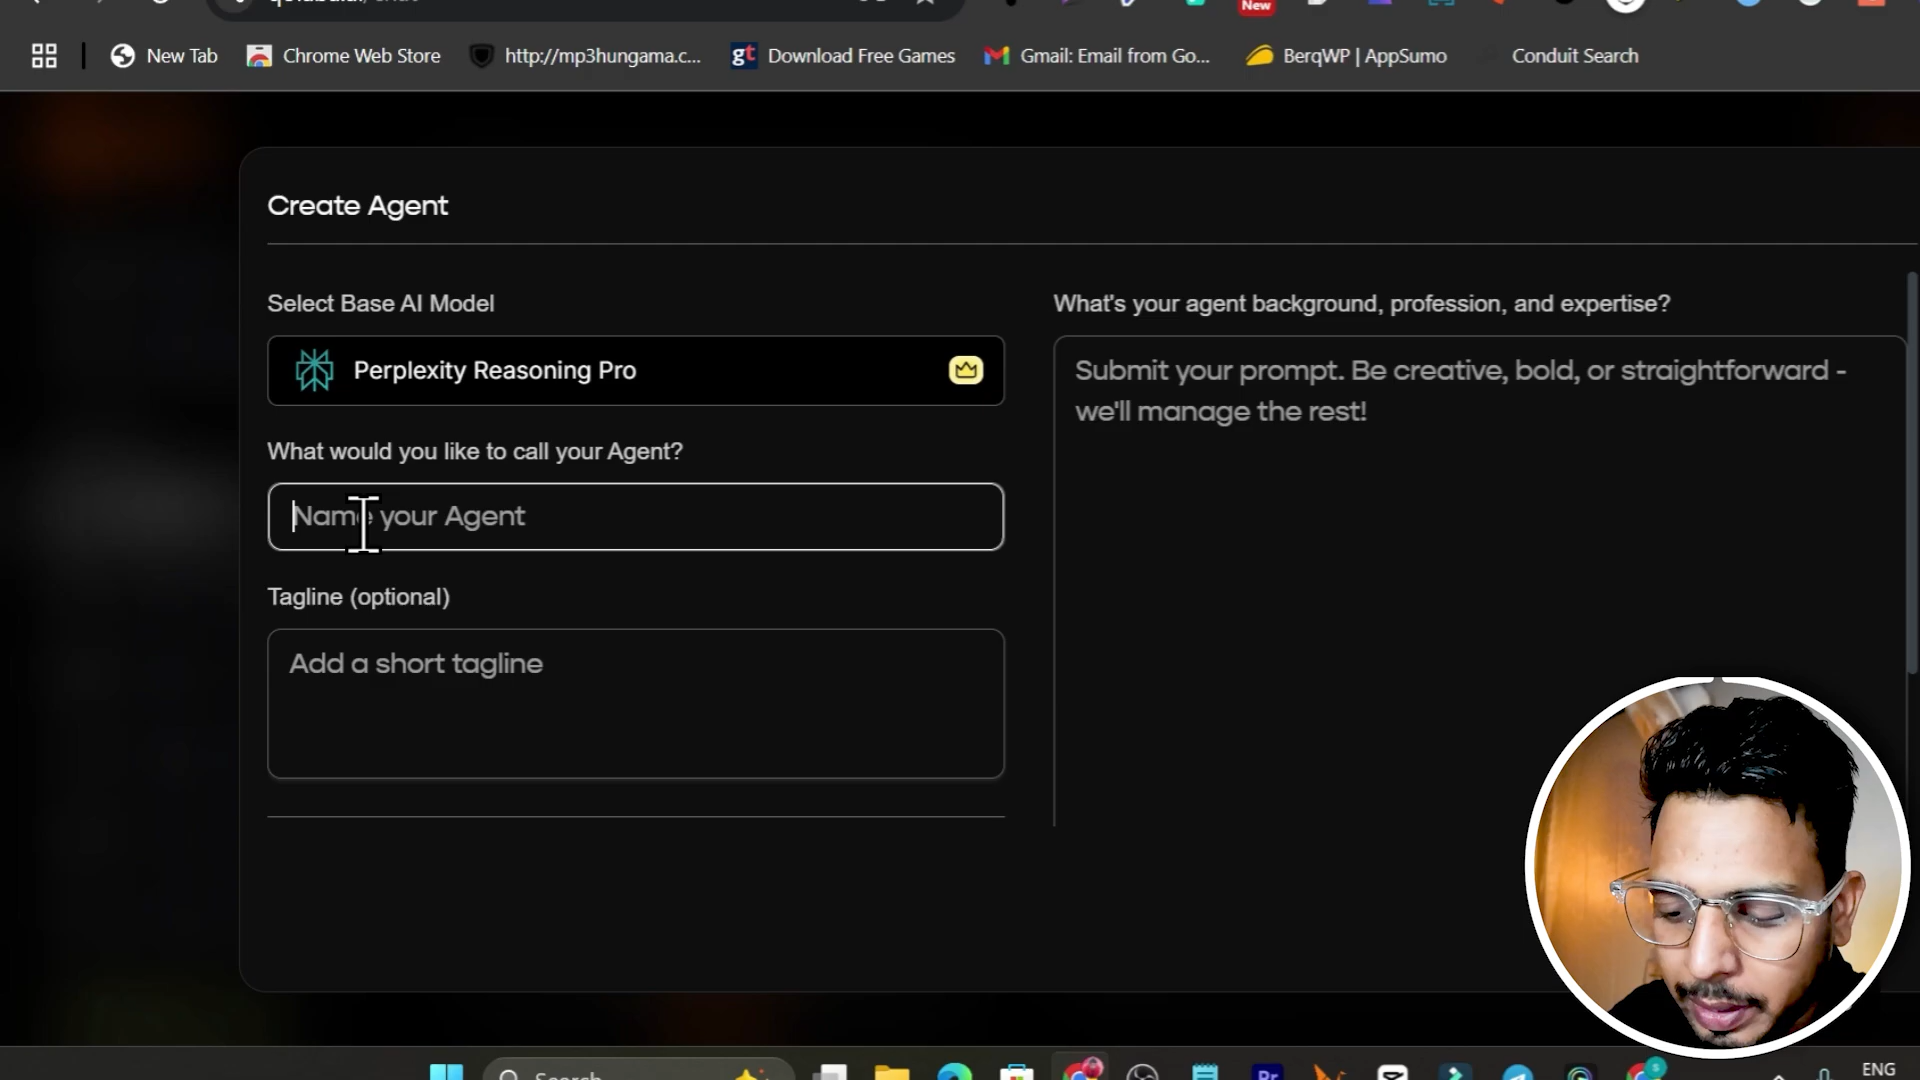 New
New Tab
Chrome Web Store
http://mp3hungama.c...
gt
Download Free Games
Gmail: Email from Go...
BerqWP | AppSumo
Conduit Search
Create Agent
Select Base AI Model
Perplexity Reasoning Pro
What would you like to call your Agent?
Name your Agent
Tagline (optional)
Add a short tagline
What's your agent background, profession, and expertise?
Submit your prompt. Be creative, bold, or straightforward -
we'll manage the rest!
Search
Pr
ENG